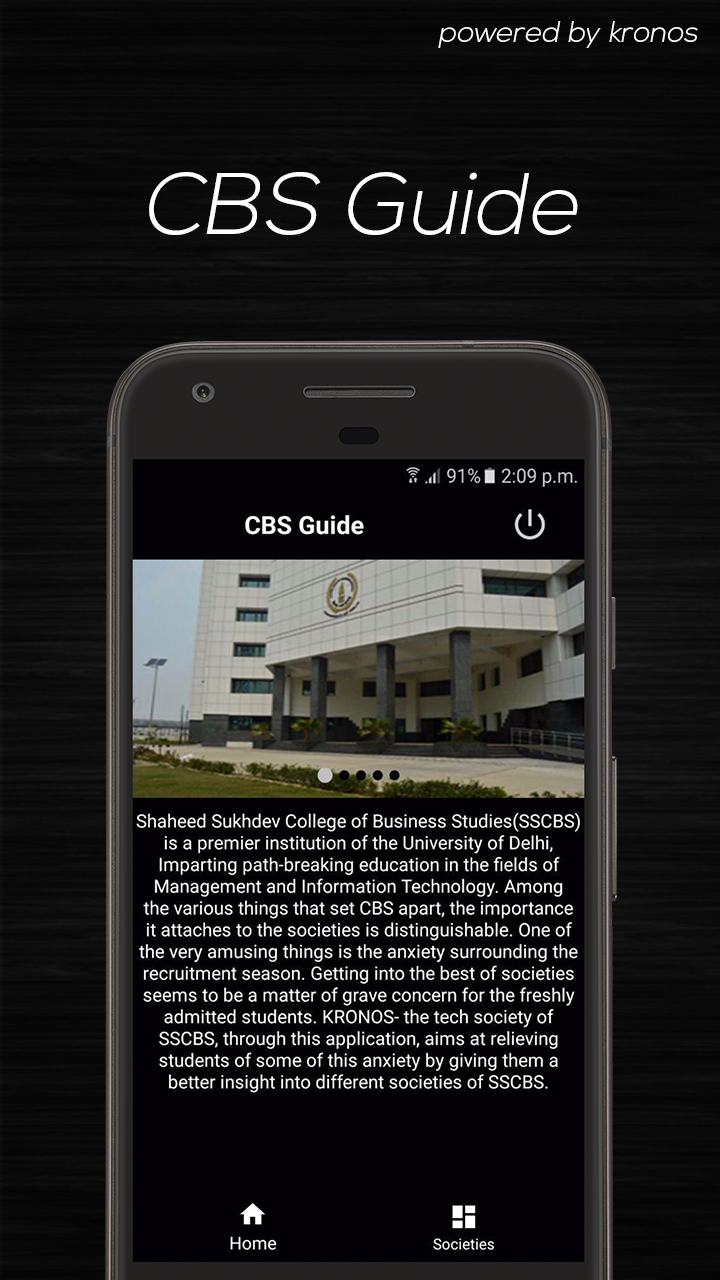 powered by kronos
CBS Guide
91% 2:09 p.m.
CBS Guide
Shaheed Sukhdev College of Business Studies(SSCBS)
is a premier institution of the University of Delhi,
Imparting path-breaking education in the fields of
Management and Information Technology. Among
the various things that set CBS apart, the importance
it attaches to the societies is distinguishable. One of
the very amusing things is the anxiety surrounding the
recruitment season. Getting into the best of societies
seems to be a matter of grave concern for the freshly
admitted students. KRONOS- the tech society of
SSCBS, through this application, aims at relieving
students of some of this anxiety by giving them a
better insight into different societies of SSCBS.
Home
Societies